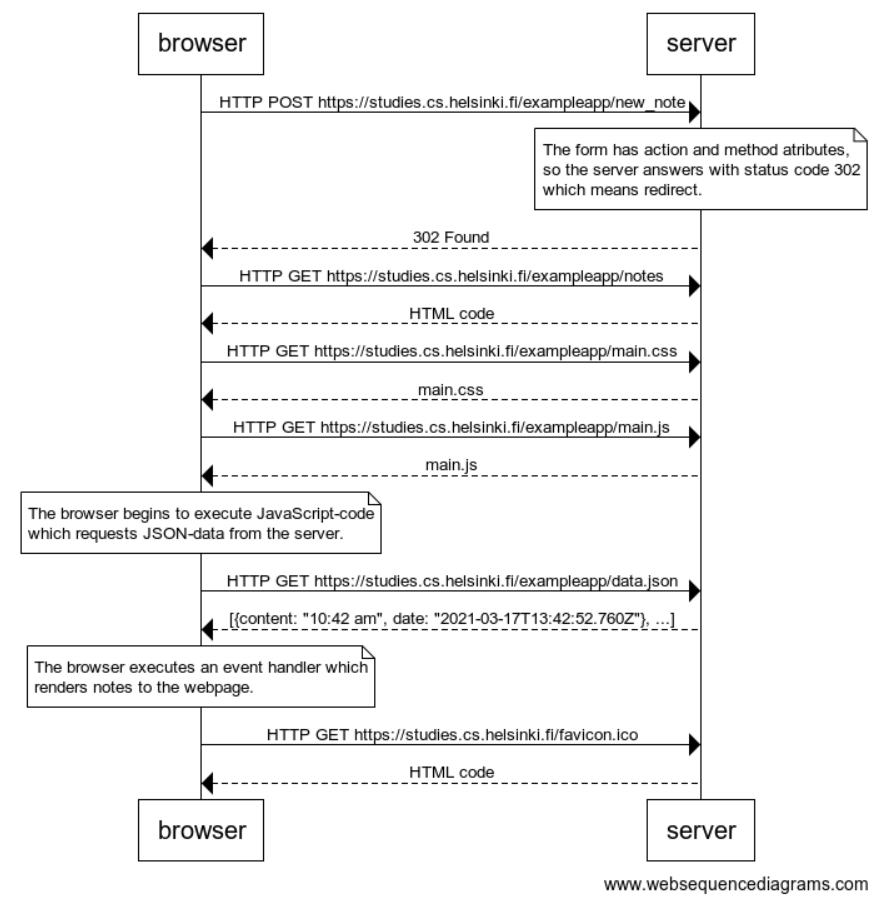 browser
server
HTTP POST https://studies.cs.helsinki.fi/exampleapp/new_note
The form has action and method atributes,
so the server answers with status code 302
which means redirect.
302 Found
HTTP GET https://studies.cs.helsinki.fi/exampleapp/notes
HTML code
HTTP GET https://studies.cs.helsinki.fi/exampleapp/main.css
main.css
HTTP GET https://studies.cs.helsinki.fi/exampleapp/main.js
main.js
The browser begins to execute JavaScript-code
which requests JSON-data from the server.
HTTP GET https://studies.cs.helsinki.fi/exampleapp/data.json
[{content: "10:42 am", date: "2021-03-17T13:42:52.760Z"}, ...]
The browser executes an event handler which
renders notes to the webpage.
HTTP GET https://studies.cs.helsinki.fi/favicon.ico
HTML code
browser
server
www.websequencediagrams.com